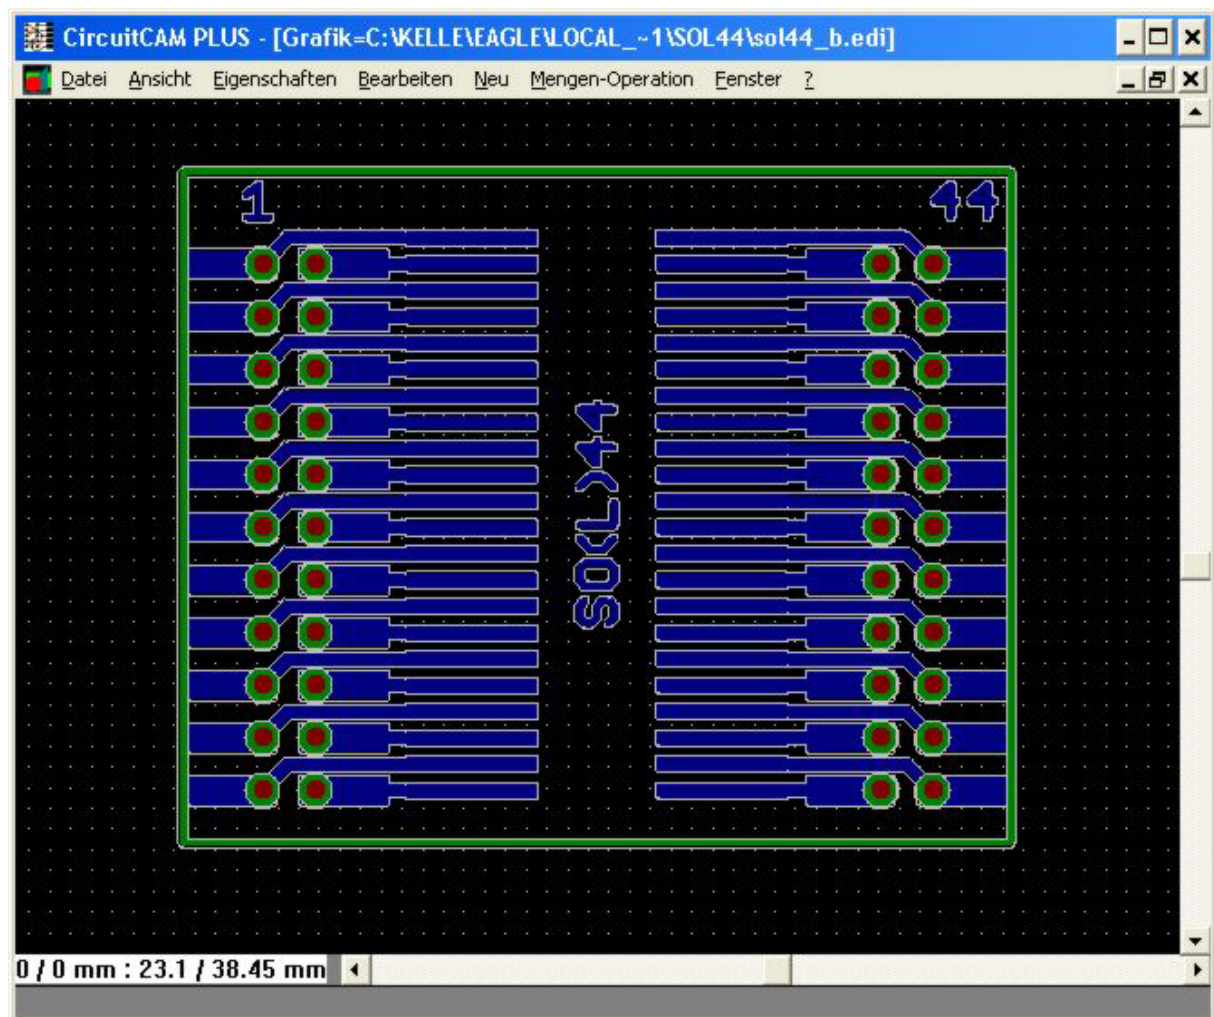 CircuitCAM PLUS - [Grafik=C:\KELLE\EAGLE\LOCAL_~1\SOL44\sol44_b.edi]
Datei Ansicht Eigenschaften Bearbeiten Neu Mengen-Operation Fenster ?
1 44
SO(L)44
0 / 0 mm : 23.1 / 38.45 mm